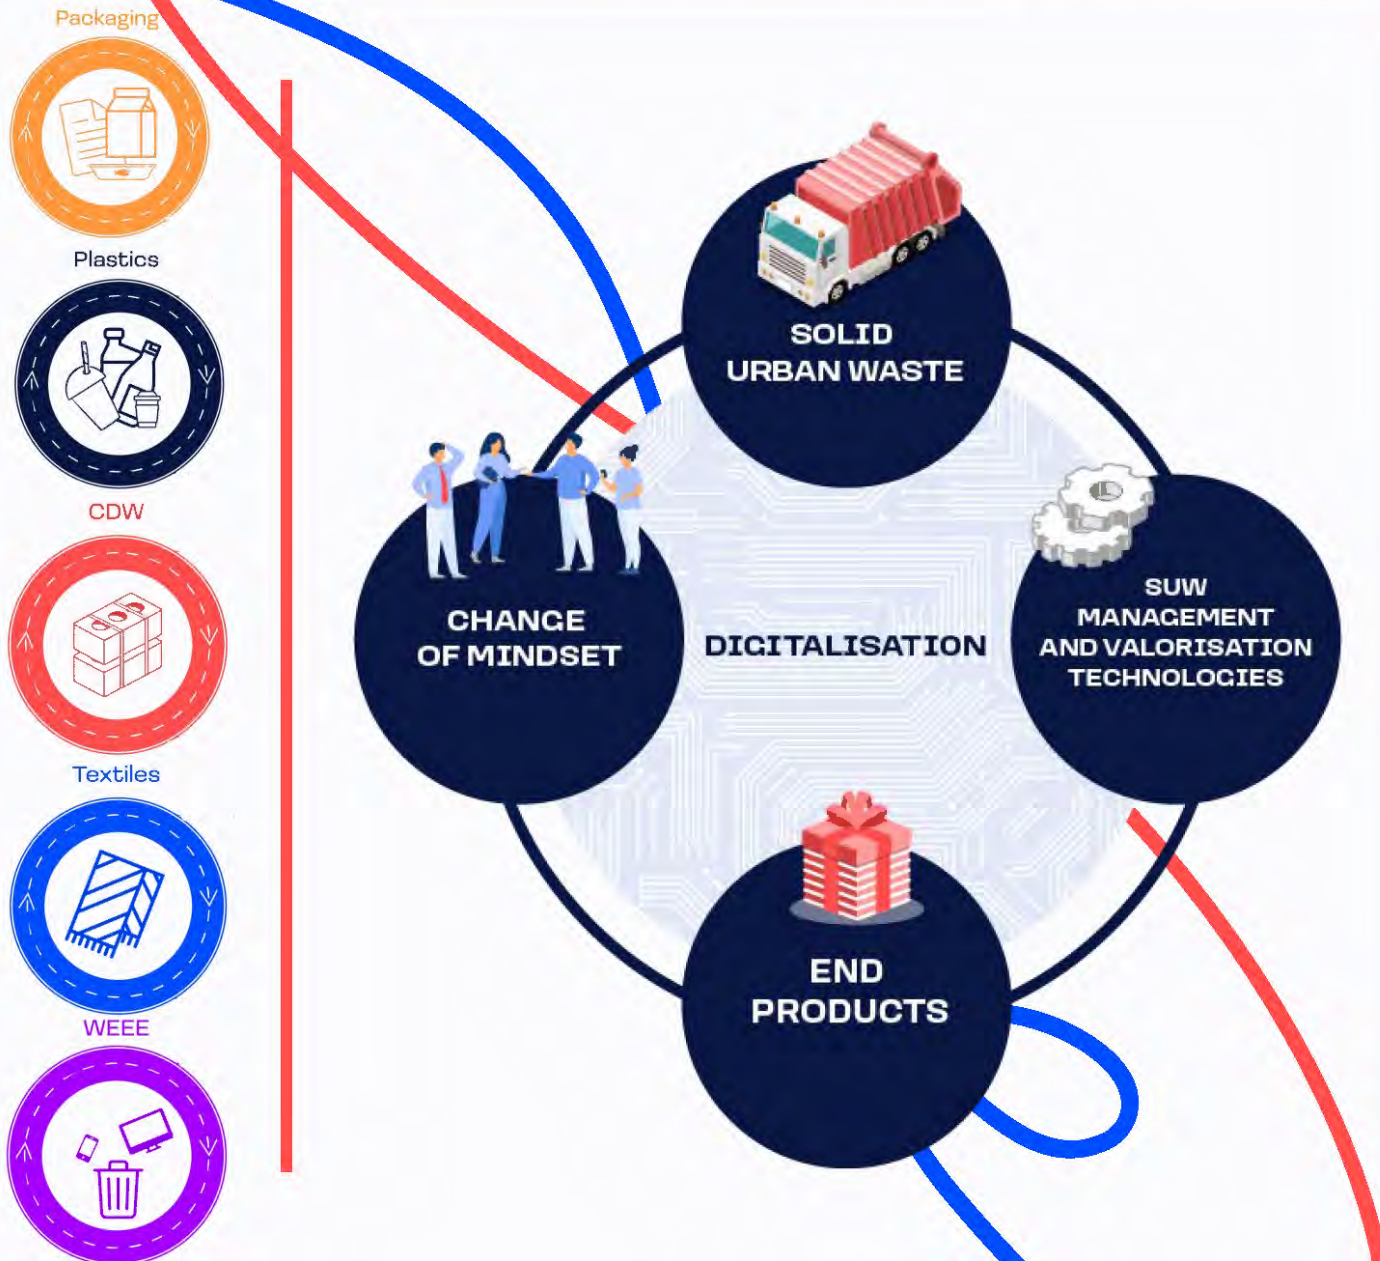 Packaging
Plastics
CDW
Textiles
WEEE
SOLID
URBAN WASTE
CHANGE
OF MINDSET
DIGITALISATION
SUW
MANAGEMENT
AND VALORISATION
TECHNOLOGIES
END
PRODUCTS